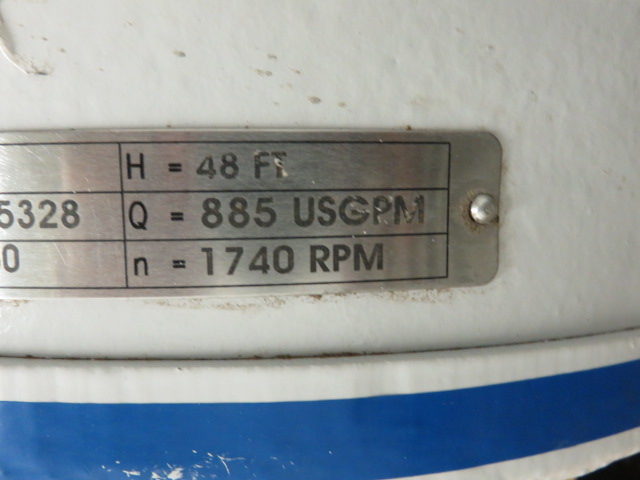 H = 48 FT
5328 Q = 885 USGPM
0 n = 1740 RPM